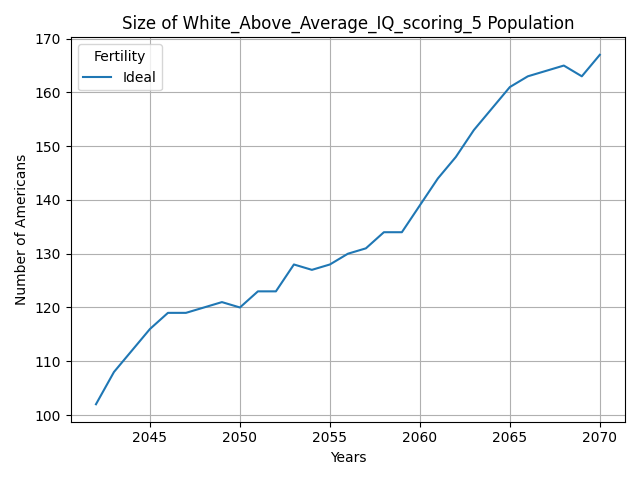 Size of White_Above_Average_IQ_scoring_5 Population
Fertility
Ideal
Number of Americans
170
160
150
140
130
120
110
100
2045 2050 2055 2060 2065 2070
Years